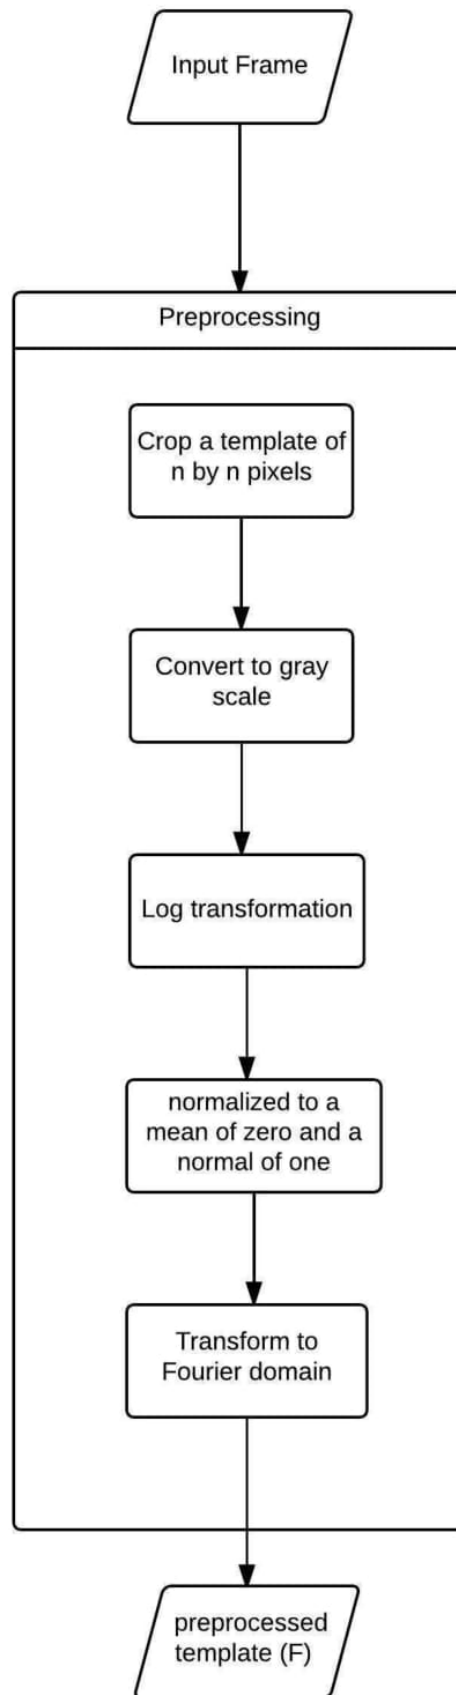 Input Frame
Preprocessing
Crop a template of
n by n pixels
Convert to gray
scale
Log transformation
normalized to a
mean of zero and a
normal of one
Transform to
Fourier domain
preprocessed
template (F)